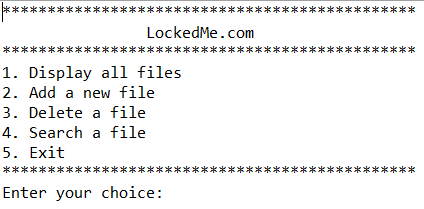 **********************************************
LockedMe.com
**********************************************
1. Display all files
2. Add a new file
3. Delete a file
4. Search a file
5. Exit
**********************************************
Enter your choice: